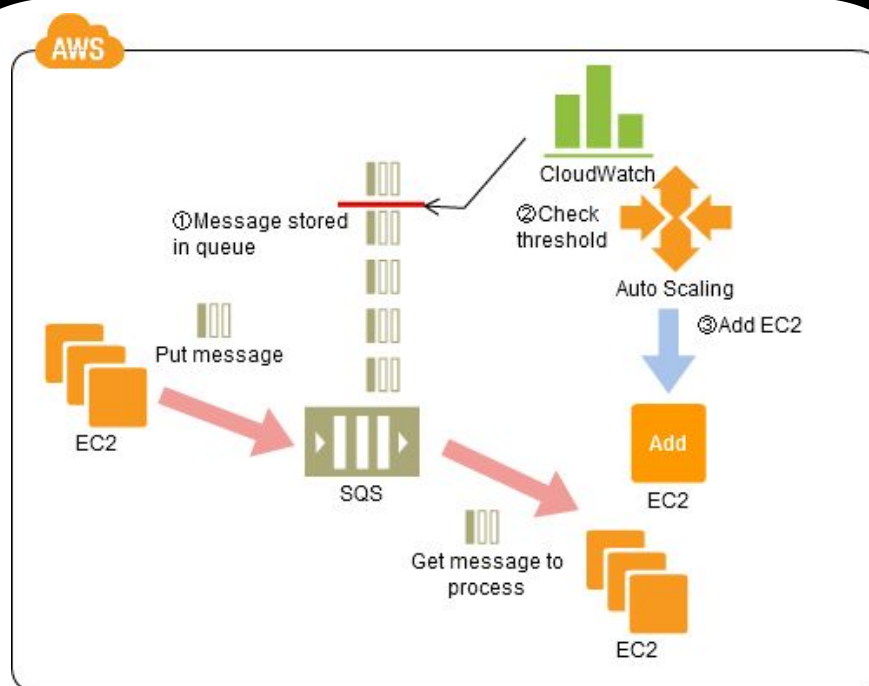 AWS
CloudWatch
①Message stored
in queue
②Check
threshold
Auto Scaling
③Add EC2
Put message
EC2
SQS
Add
EC2
Get message to
process
EC2